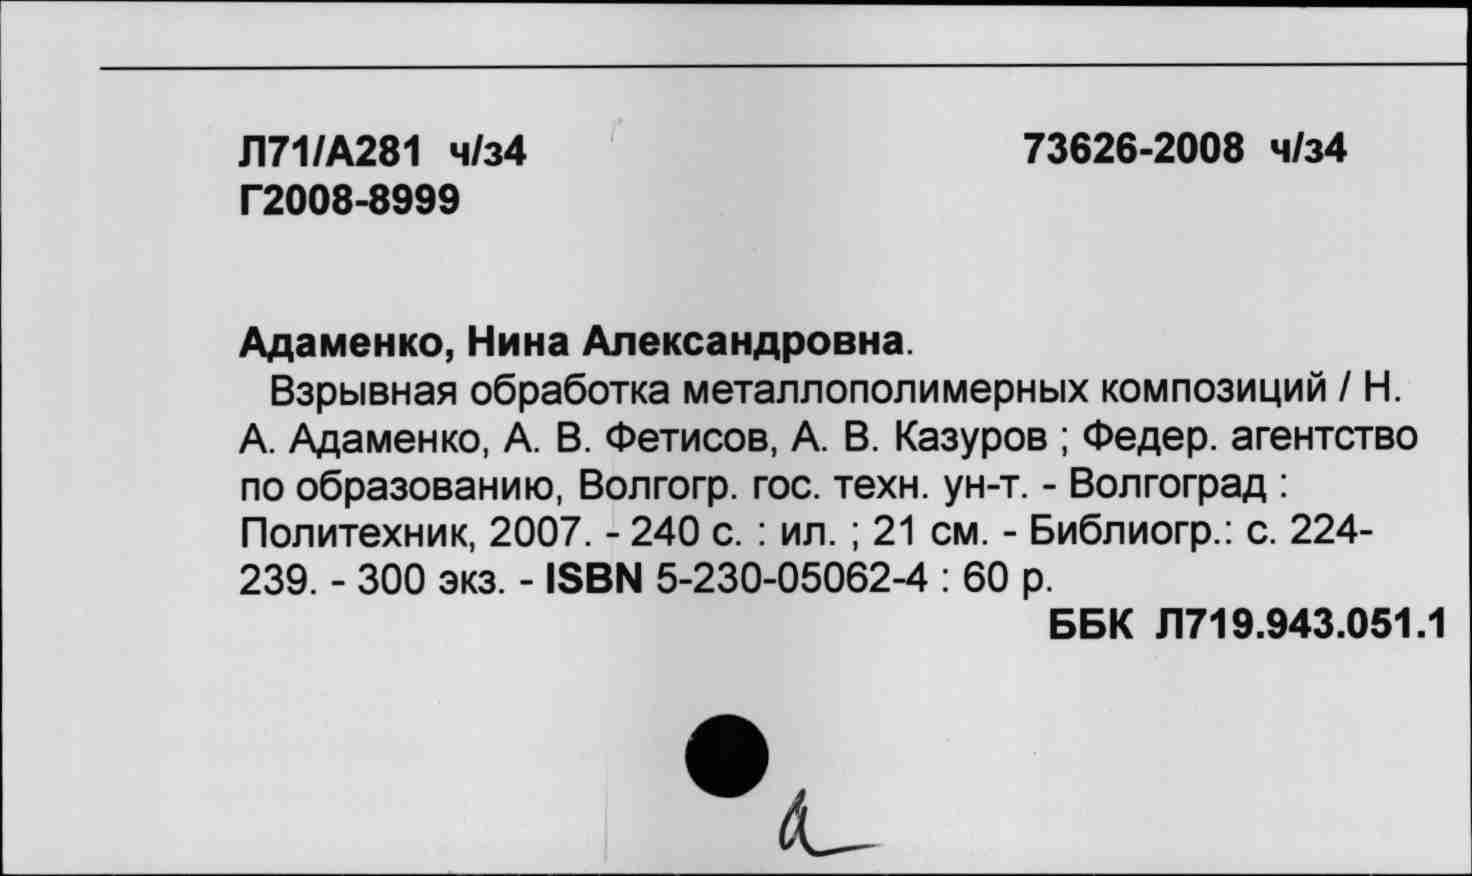 Л71/А281 ч/з4 73626-2008 ч/з4
Г2008-8999
Адаменко, Нина Александровна.
Взрывная обработка металлополимерных композиций / Н.
А. Адаменко, А. В. Фетисов, А. В. Казуров ; Федер. агентство
по образованию, Волгогр. гос. техн. ун-т. - Волгоград :
Политехник, 2007. - 240 с. : ил. ; 21 см. - Библиогр.: с. 224-
239. - 300 экз. - ISBN 5-230-05062-4 : 60 р.
ББК Л719.943.051.1
а